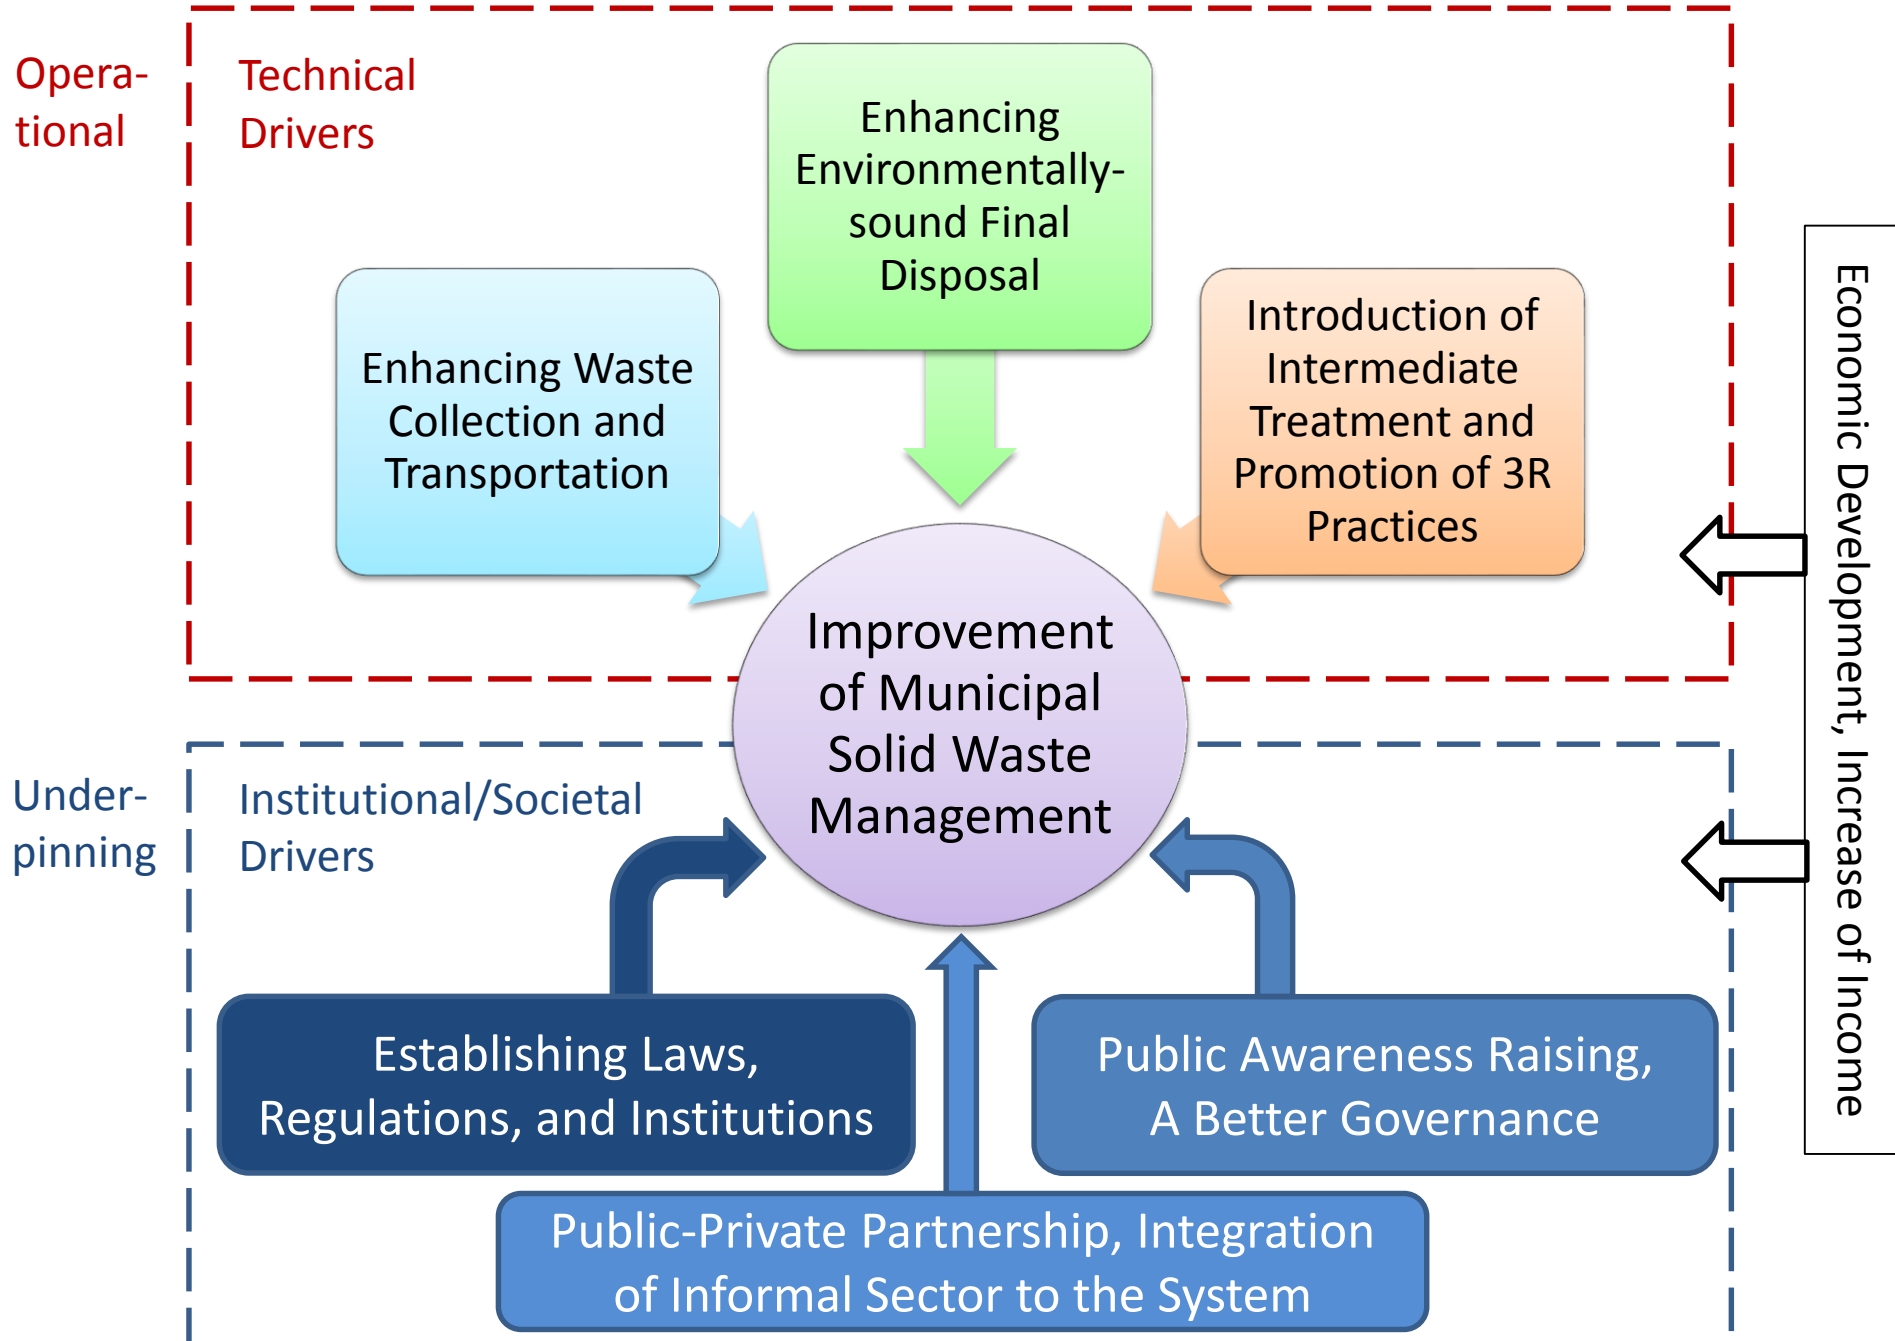 Opera-
tional
Technical
Drivers
Enhancing
Environmentally-
sound Final
Disposal
Enhancing Waste
Collection and
Transportation
Introduction of
Intermediate
Treatment and
Promotion of 3R
Practices
Improvement
of Municipal
Solid Waste
Management
Economic Development, Increase of Income
Under-
pinning
Institutional/Societal
Drivers
Establishing Laws,
Regulations, and Institutions
Public Awareness Raising,
A Better Governance
Public-Private Partnership, Integration
of Informal Sector to the System